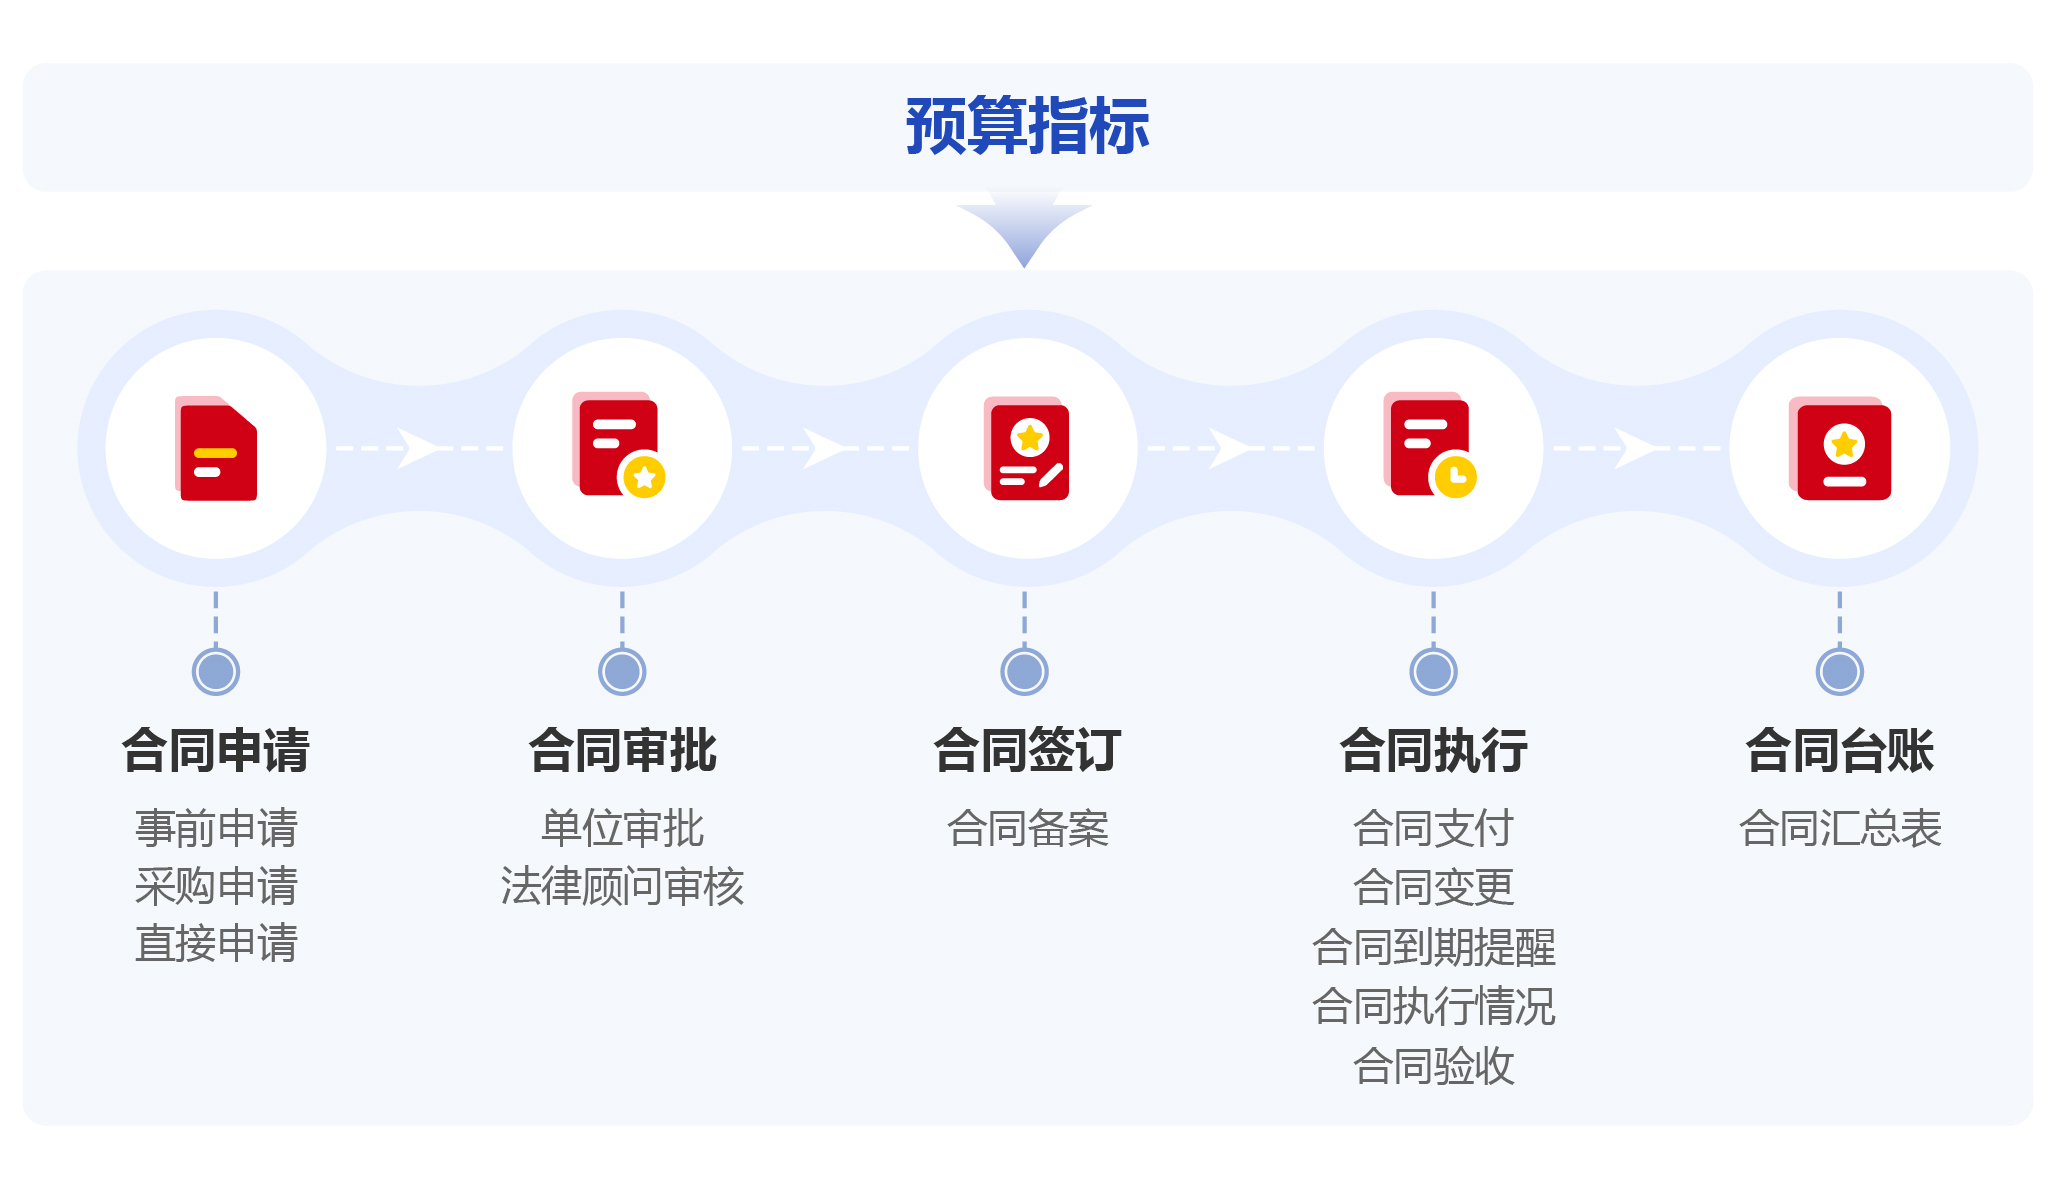 预算指标
合同申请
事前申请
采购申请
直接申请
合同审批
单位审批
法律顾问审核
合同签订
合同备案
合同执行
合同支付
合同变更
合同到期提醒
合同执行情况
合同验收
合同台账
合同汇总表